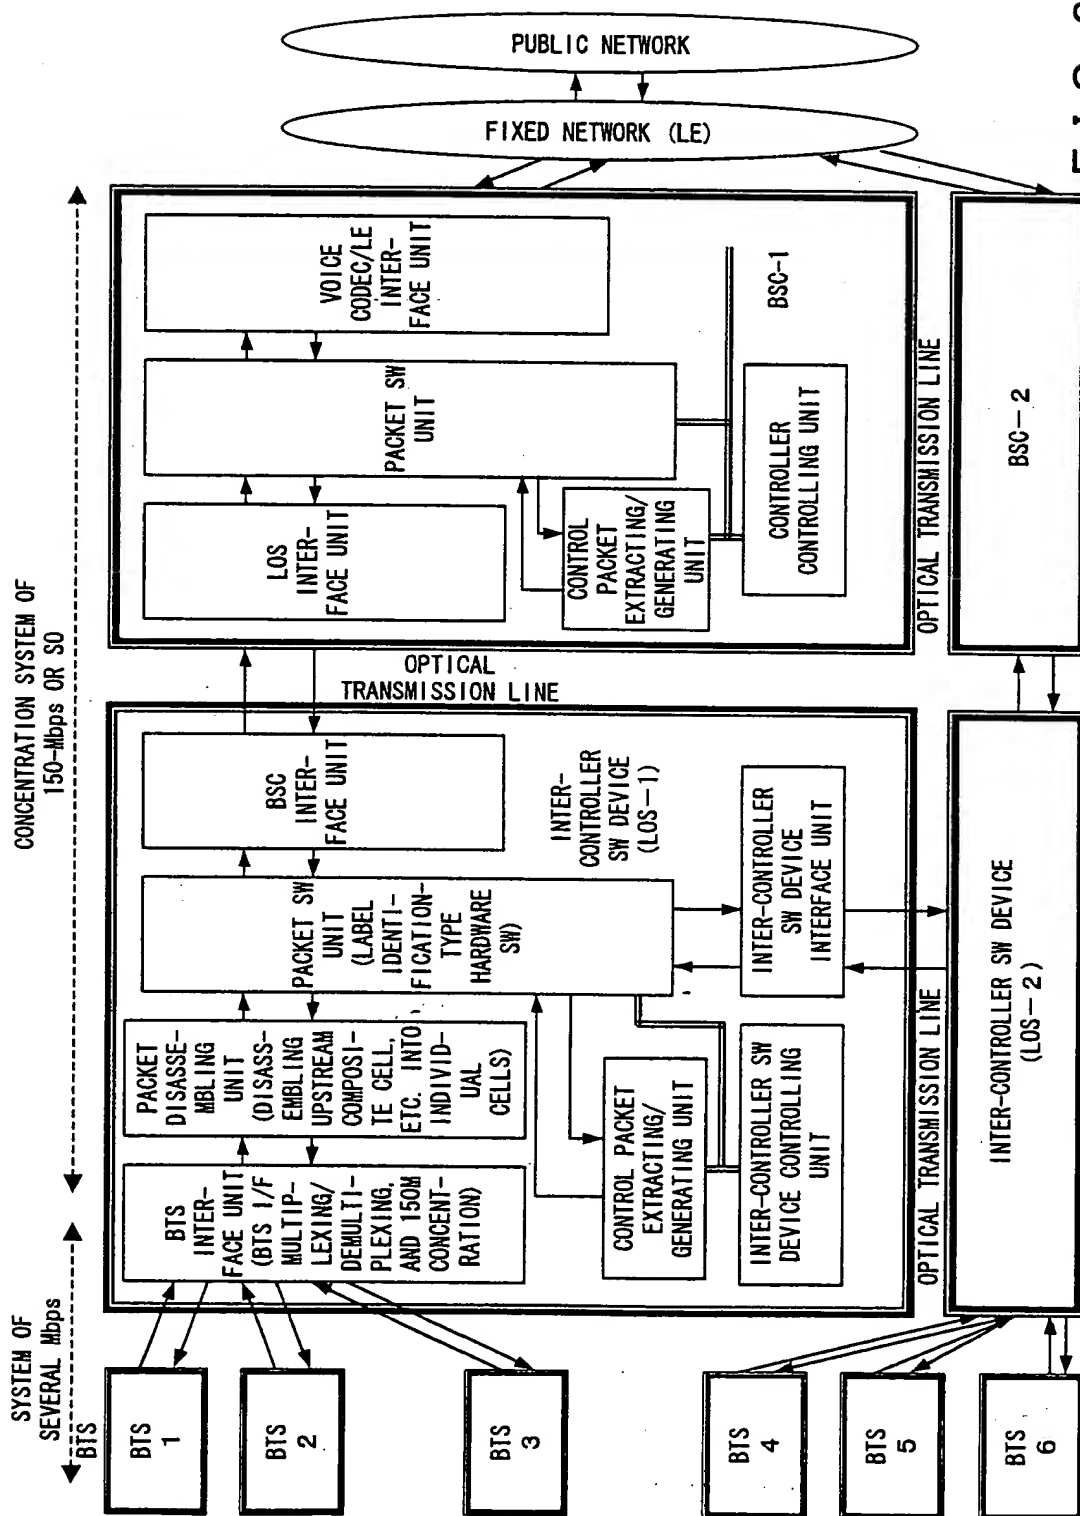 SYSTEM OF
SEVERAL Mbps
BTS
CONCENTRATION SYSTEM OF
150-Mbps OR SO
BTS
1
BTS
2
BTS
3
BTS
4
BTS
5
BTS
6
BTS
INTER-
FACE UNIT
(BTS I/F
MULTIP-
LEXING/
DEMULTI-
PLEXING,
AND 150M
CONCENT-
RATION)
PACKET
DISASSE-
MBLING
UNIT
(DISASS-
EMBLING
UPSTREAM
COMPOSI-
TE CELL,
ETC. INTO
INDIVID-
UAL
CELLS)
PACKET SW
UNIT
(LABEL
IDENTI-
FICATION-
TYPE
HARDWARE
SW)
BSC
INTER-
FACE UNIT
INTER-
CONTROLLER
SW DEVICE
(LOS-1)
CONTROL PACKET
EXTRACTING/
GENERATING UNIT
INTER-CONTROLLER SW
DEVICE CONTROLLING
UNIT
INTER-CONTROLLER
SW DEVICE
INTERFACE UNIT
OPTICAL
TRANSMISSION LINE
LOS
INTER-
FACE UNIT
PACKET SW
UNIT
VOICE
CODEC/LE
INTER-
FACE UNIT
CONTROL
PACKET
EXTRACTING/
GENERATING
UNIT
CONTROLLER
CONTROLLING UNIT
BSC-1
OPTICAL TRANSMISSION LINE
OPTICAL TRANSMISSION LINE
INTER-CONTROLLER SW DEVICE
(LOS-2)
BSC-2
FIXED NETWORK (LE)
PUBLIC NETWORK